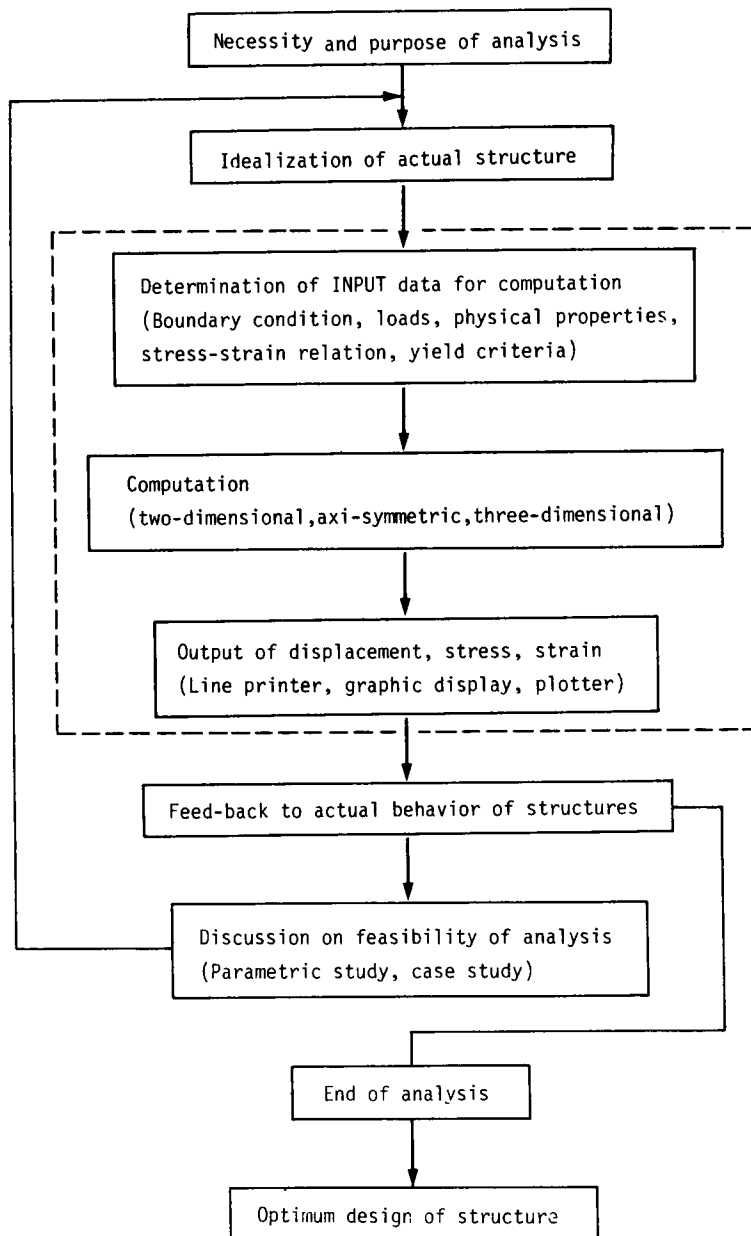 Necessity and purpose of analysis
Idealization of actual structure
Determination of INPUT data for computation
(Boundary condition, loads, physical properties,
stress-strain relation, yield criteria)
Computation
(two-dimensional,axi-symmetric,three-dimensional)
Output of displacement, stress, strain
(Line printer, graphic display, plotter)
Feed-back to actual behavior of structures
Discussion on feasibility of analysis
(Parametric study, case study)
End of analysis
Optimum design of structure